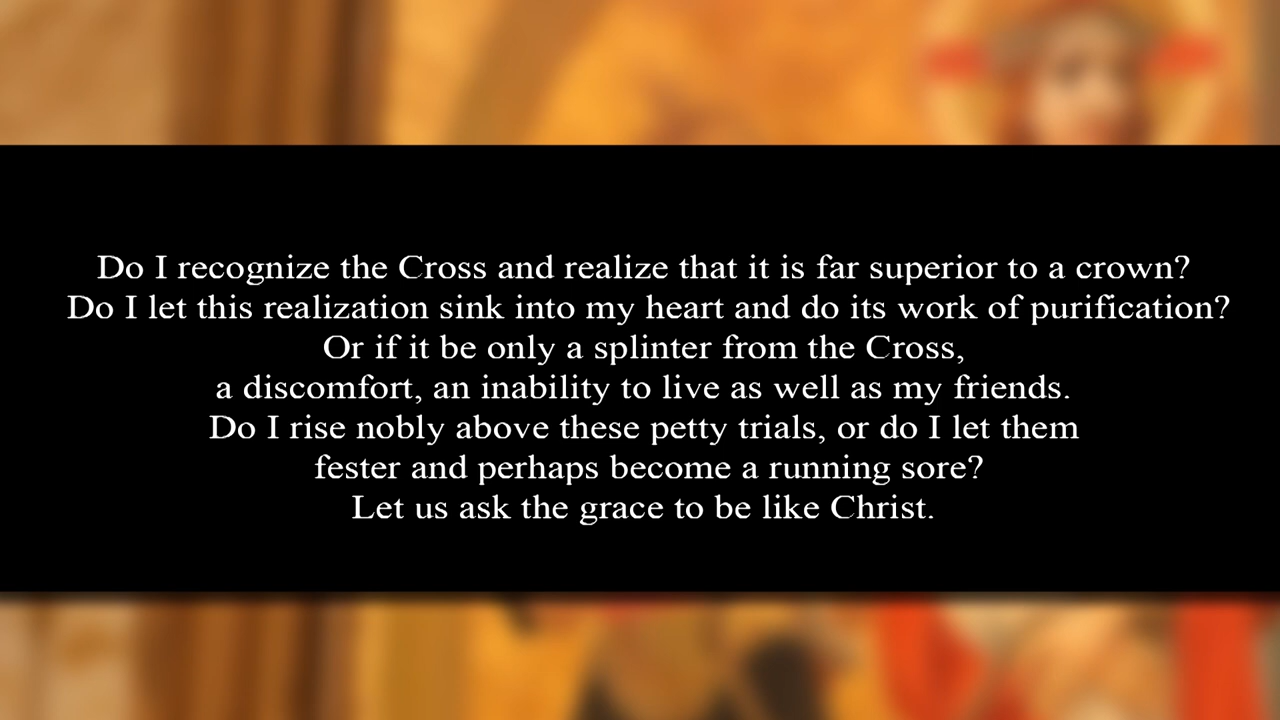 Do I recognize the Cross and realize that it is far superior to a crown?
Do I let this realization sink into my heart and do its work of purification?
Or if it be only a splinter from the Cross,
a discomfort, an inability to live as well as my friends.
Do I rise nobly above these petty trials, or do I let them
fester and perhaps become a running sore?
Let us ask the grace to be like Christ.